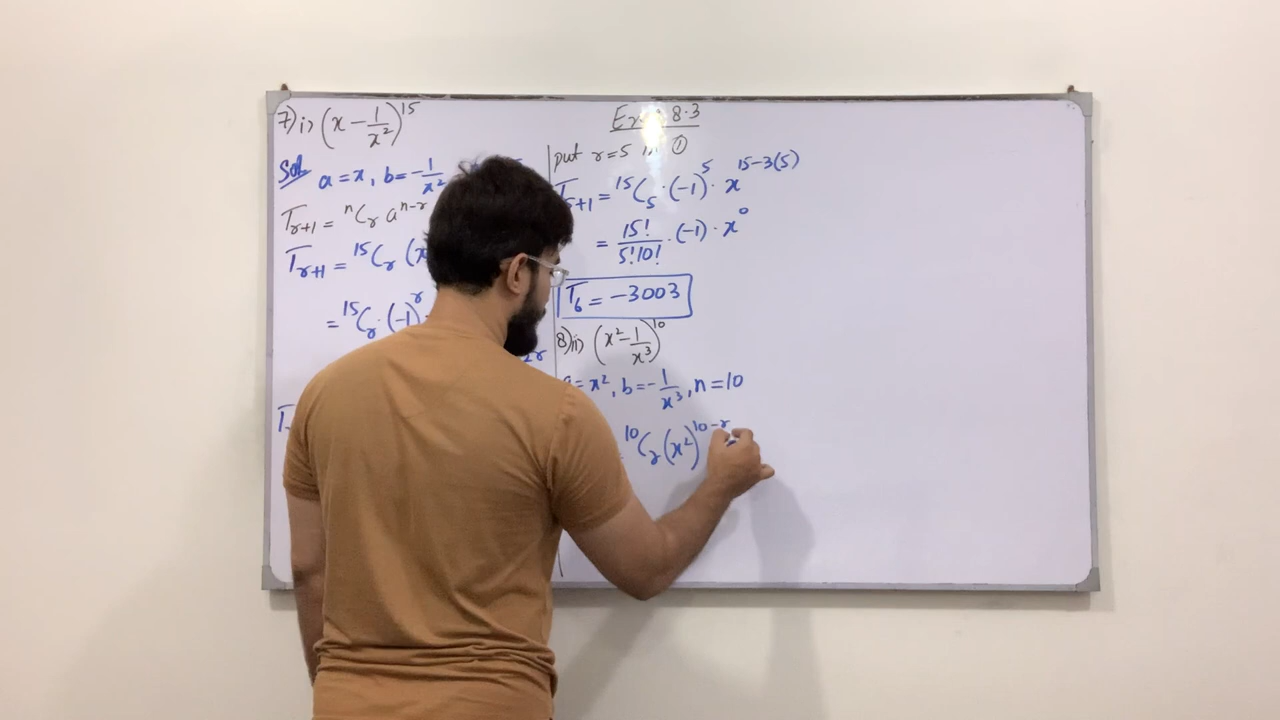 7) i) (x - 1/x²)^15
Sol a = x, b = -1/x²
T_{r+1} = ^nC_r a^{n-r}
T_{r+1} = ^15C_r (x
= ^15C_r . (-1)^r
2r
T
Ex 8.3
put r=5 in ①
T_{5+1} = ^15C_5 . (-1)^5 . x^{15-3(5)}
= 15!/5!10! . (-1) . x^0
T_6 = -3003
8) ii) (x² - 1/x³)^10
a = x², b = -1/x³, n = 10
^10C_r (x²)^{10-r}